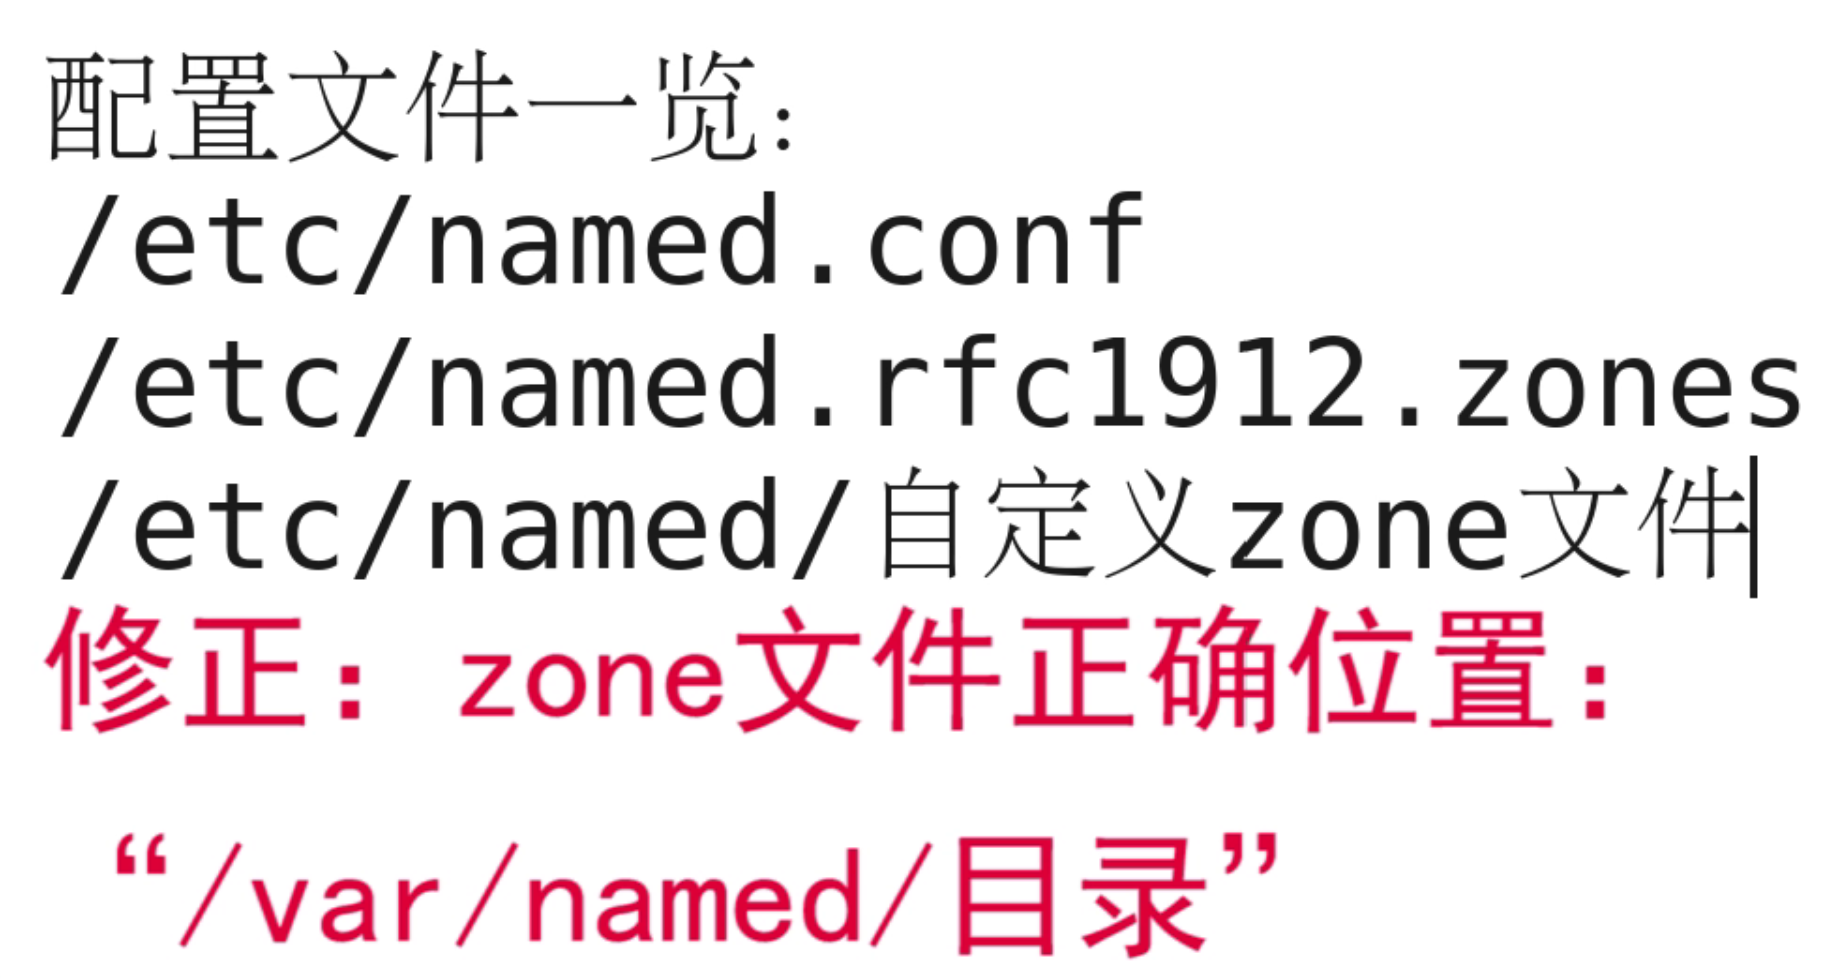 配置文件一览：
/etc/named.conf
/etc/named.rfc1912.zones
/etc/named/自定义zone文件
修正：zone文件正确位置：
“/var/named/目录”